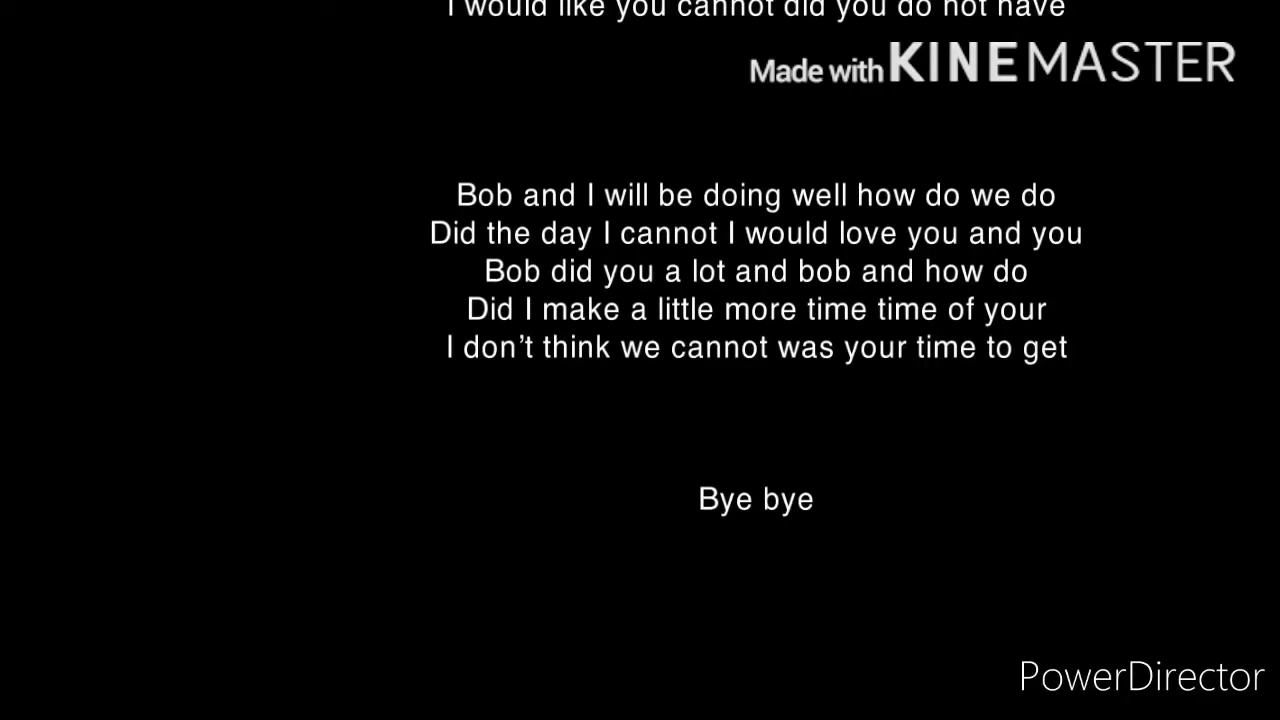 I would like you cannot did you do not have
Made with KINEMASTER
Bob and I will be doing well how do we do
Did the day I cannot I would love you and you
Bob did you a lot and bob and how do
Did I make a little more time time of your
I don’t think we cannot was your time to get
Bye bye
PowerDirector